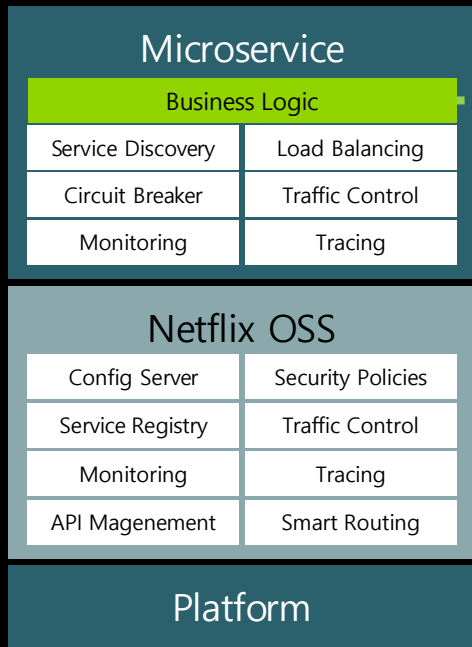 Microservice
Business Logic
Service Discovery Load Balancing
Circuit Breaker Traffic Control
Monitoring Tracing
Netflix OSS
Config Server Security Policies
Service Registry Traffic Control
Monitoring Tracing
API Magenement Smart Routing
Platform